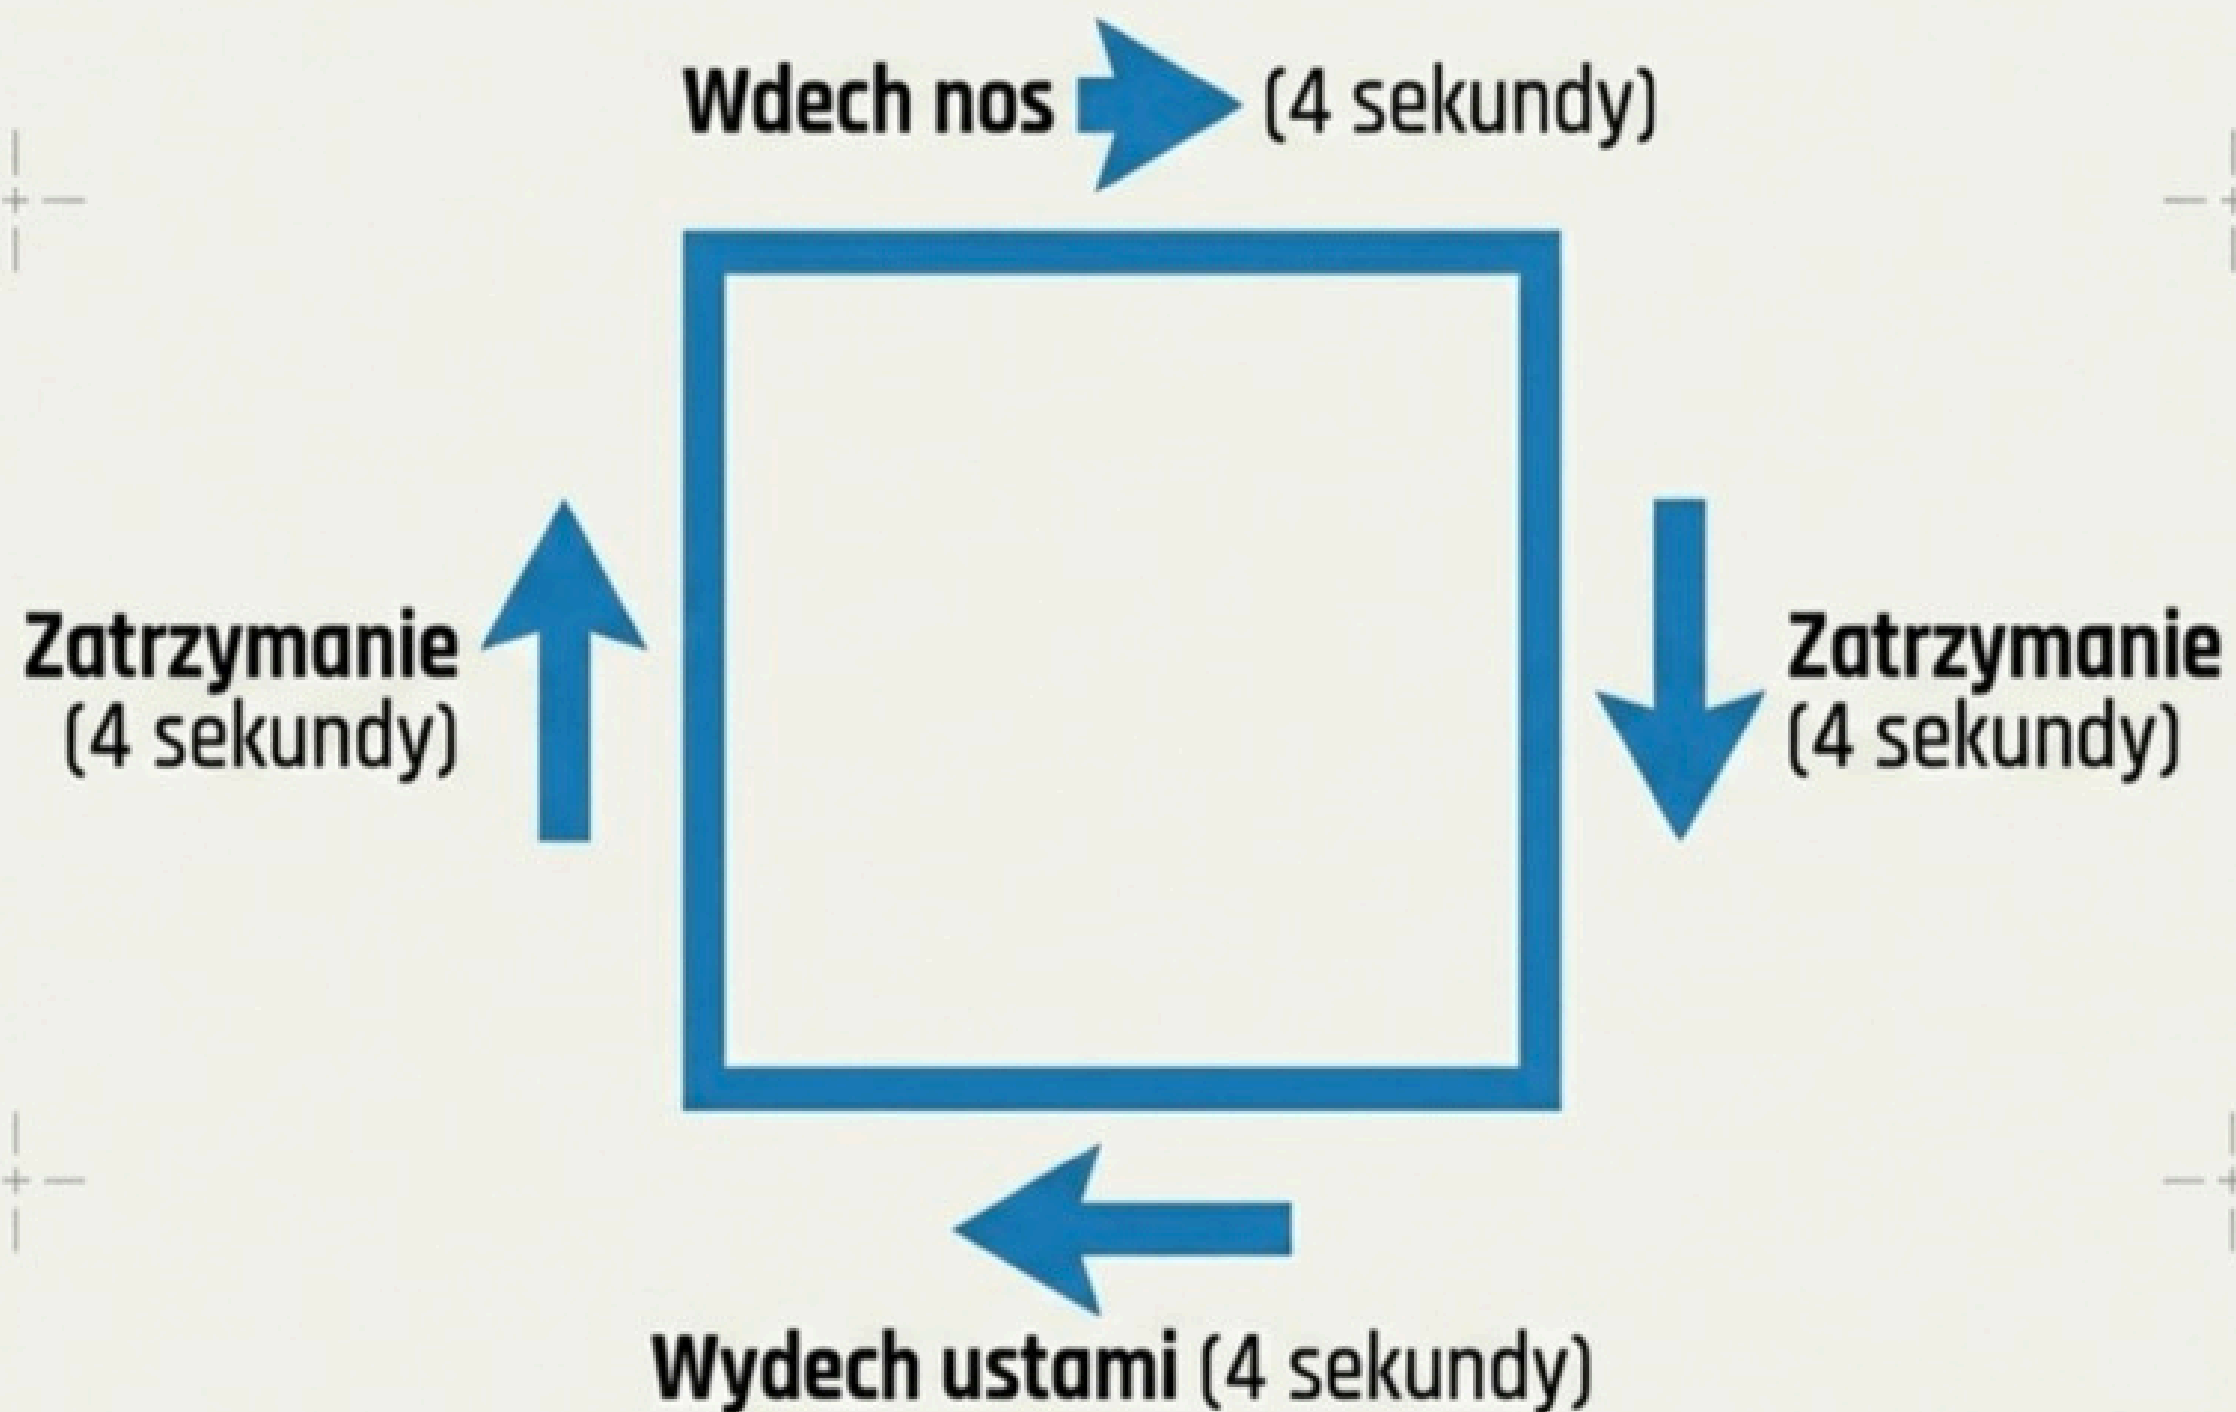 Wdech nos (4 sekundy)
Zatrzymanie
(4 sekundy)
Zatrzymanie
(4 sekundy)
Wydech ustami (4 sekundy)